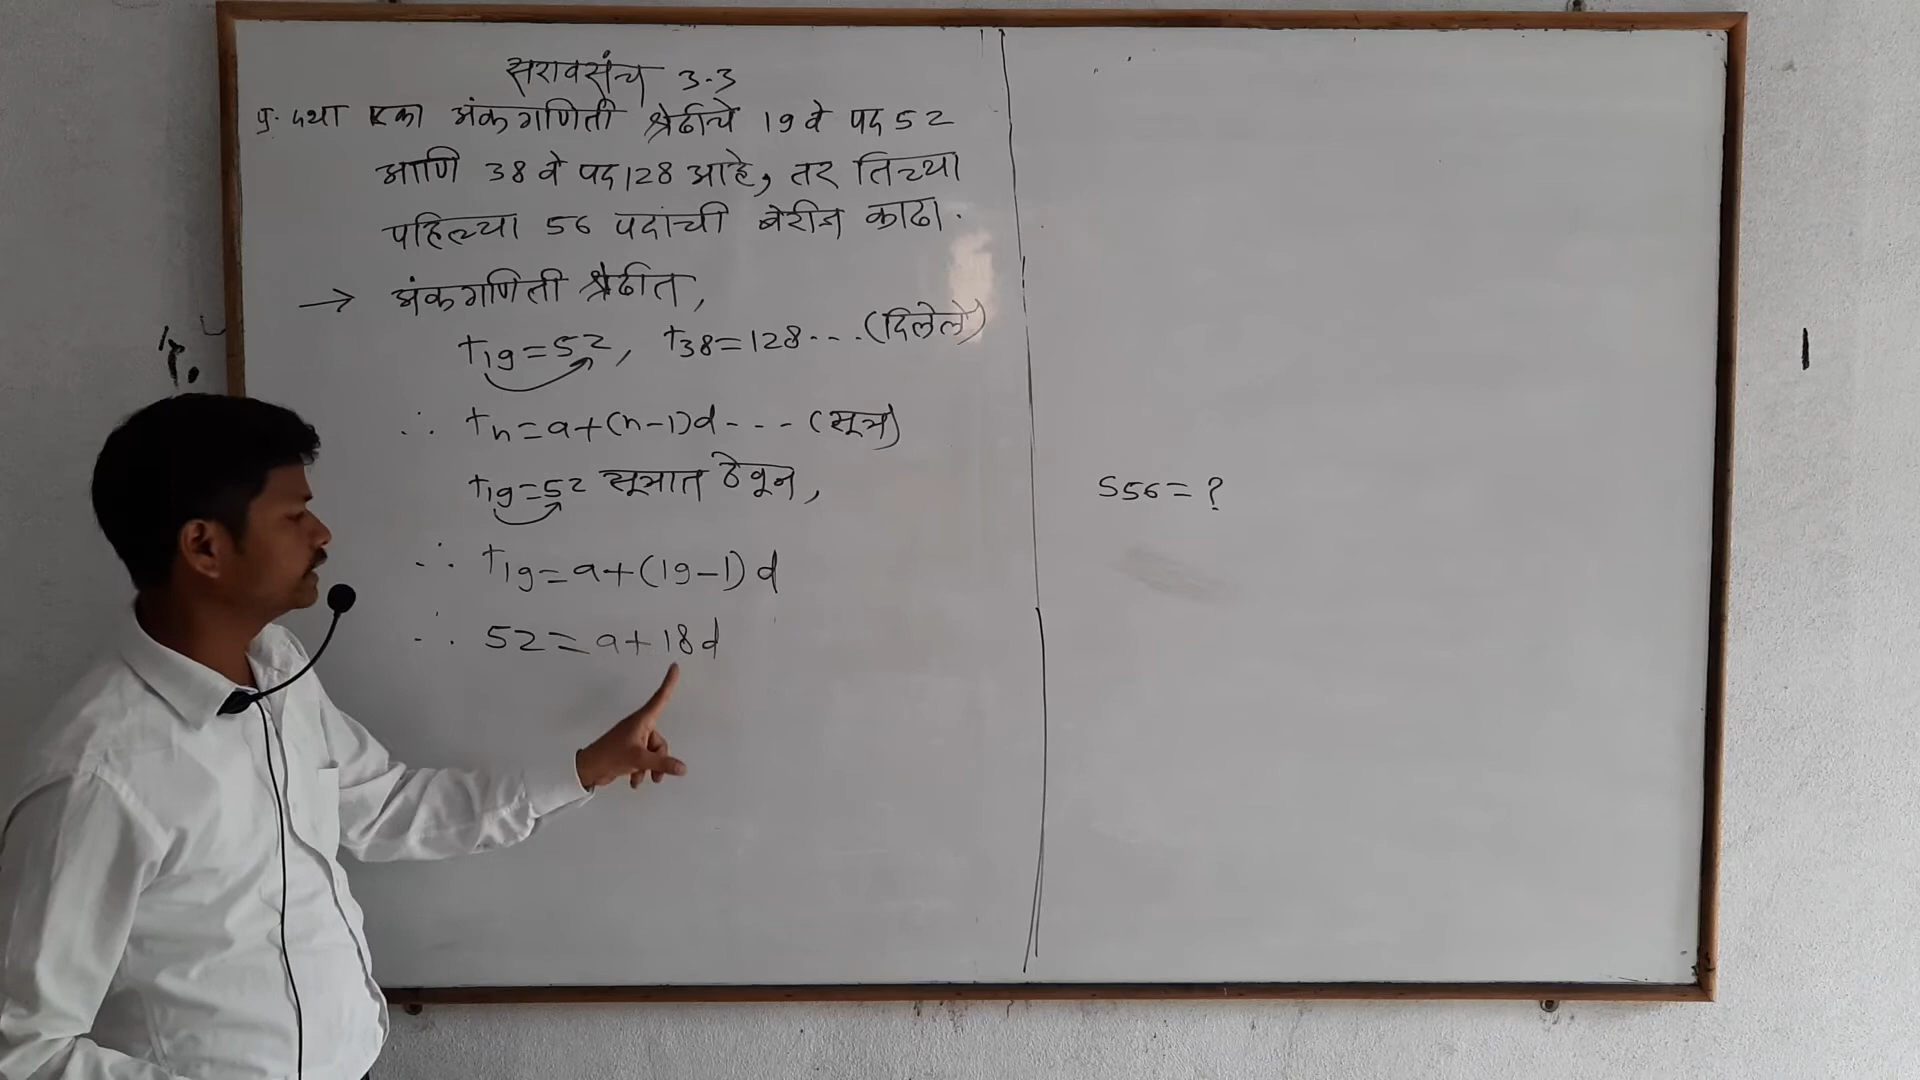 सरावसंच 3.3
प्र. 5था एका अंकगणिती श्रेढीचे 19 वे पद 52
आणि 38 वे पद 128 आहे, तर तिच्या
पहिल्या 56 पदांची बेरीज काढा.
→ अंकगणिती श्रेढीत,
t19=52, t38=128... (दिलेले)
∴ tn=a+(n-1)d--- (सूत्र)
t19=52 सूत्रात ठेवून,
∴ t19=a+(19-1)d
∴ 52=a+18d
S56=?